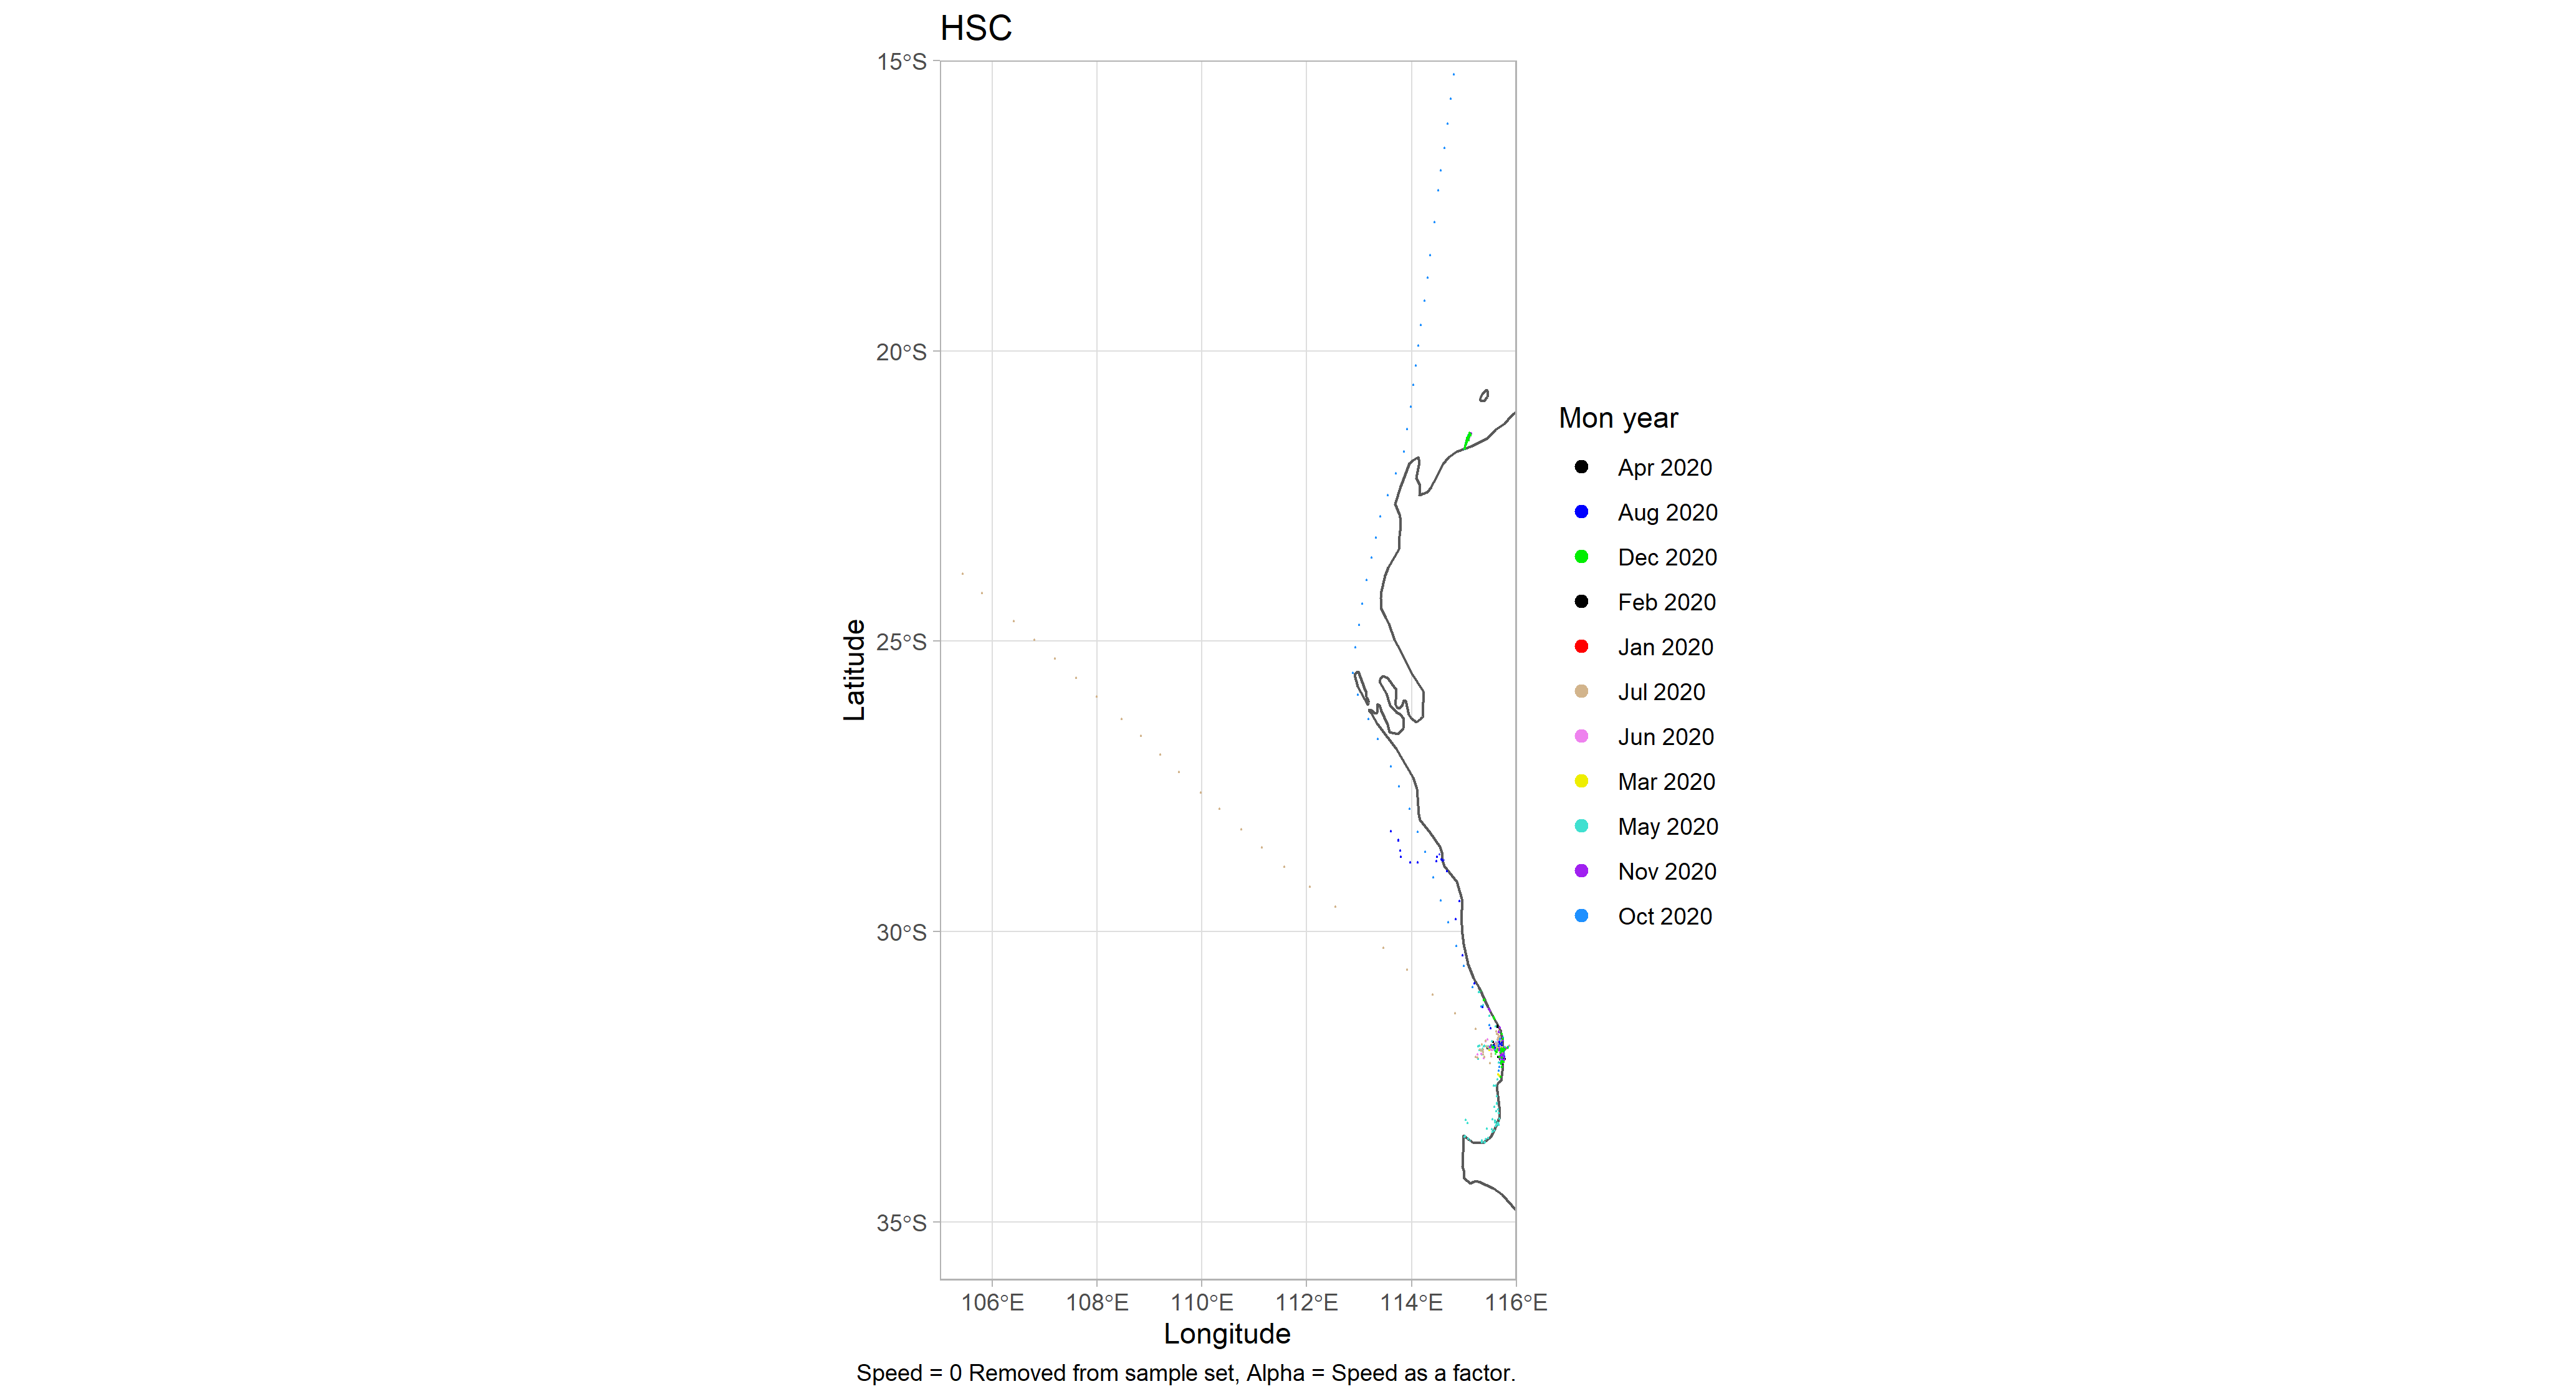 HSC
15°S
20°S
25°S
30°S
35°S
Latitude
106°E 108°E 110°E 112°E 114°E 116°E
Longitude
Speed = 0 Removed from sample set, Alpha = Speed as a factor.
Mon year
Apr 2020
Aug 2020
Dec 2020
Feb 2020
Jan 2020
Jul 2020
Jun 2020
Mar 2020
May 2020
Nov 2020
Oct 2020